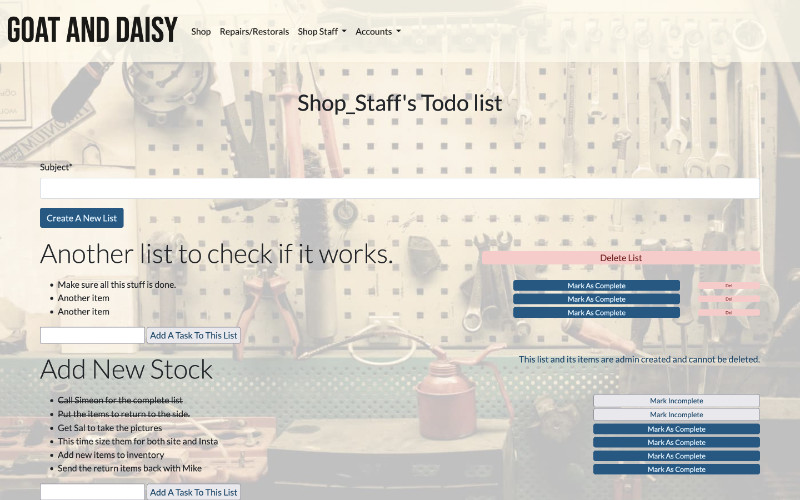 GOAT AND DAISY Shop Repairs/Restorals Shop Staff Accounts
Shop_Staff's Todo list
Subject*
Create A New List
Another list to check if it works.
Delete List
Make sure all this stuff is done.
Mark As Complete
Del
Another item
Mark As Complete
Del
Another item
Mark As Complete
Del
Add A Task To This List
Add New Stock
This list and its items are admin created and cannot be deleted.
Call Simeon for the complete list
Mark Incomplete
Put the items to return to the side.
Mark Incomplete
Get Sal to take the pictures
Mark As Complete
This time size them for both site and Insta
Mark As Complete
Add new items to Inventory
Mark As Complete
Send the return items back with Mike
Mark As Complete
Add A Task To This List